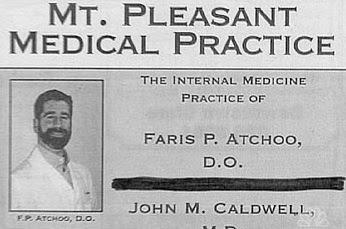 MT. PLEASANT
MEDICAL PRACTICE
THE INTERNAL MEDICINE
PRACTICE OF
FARIS P. ATCHOO,
D.O.
F.P. ATCHOO, D.O.
JOHN M. CALDWELL,
M.D.